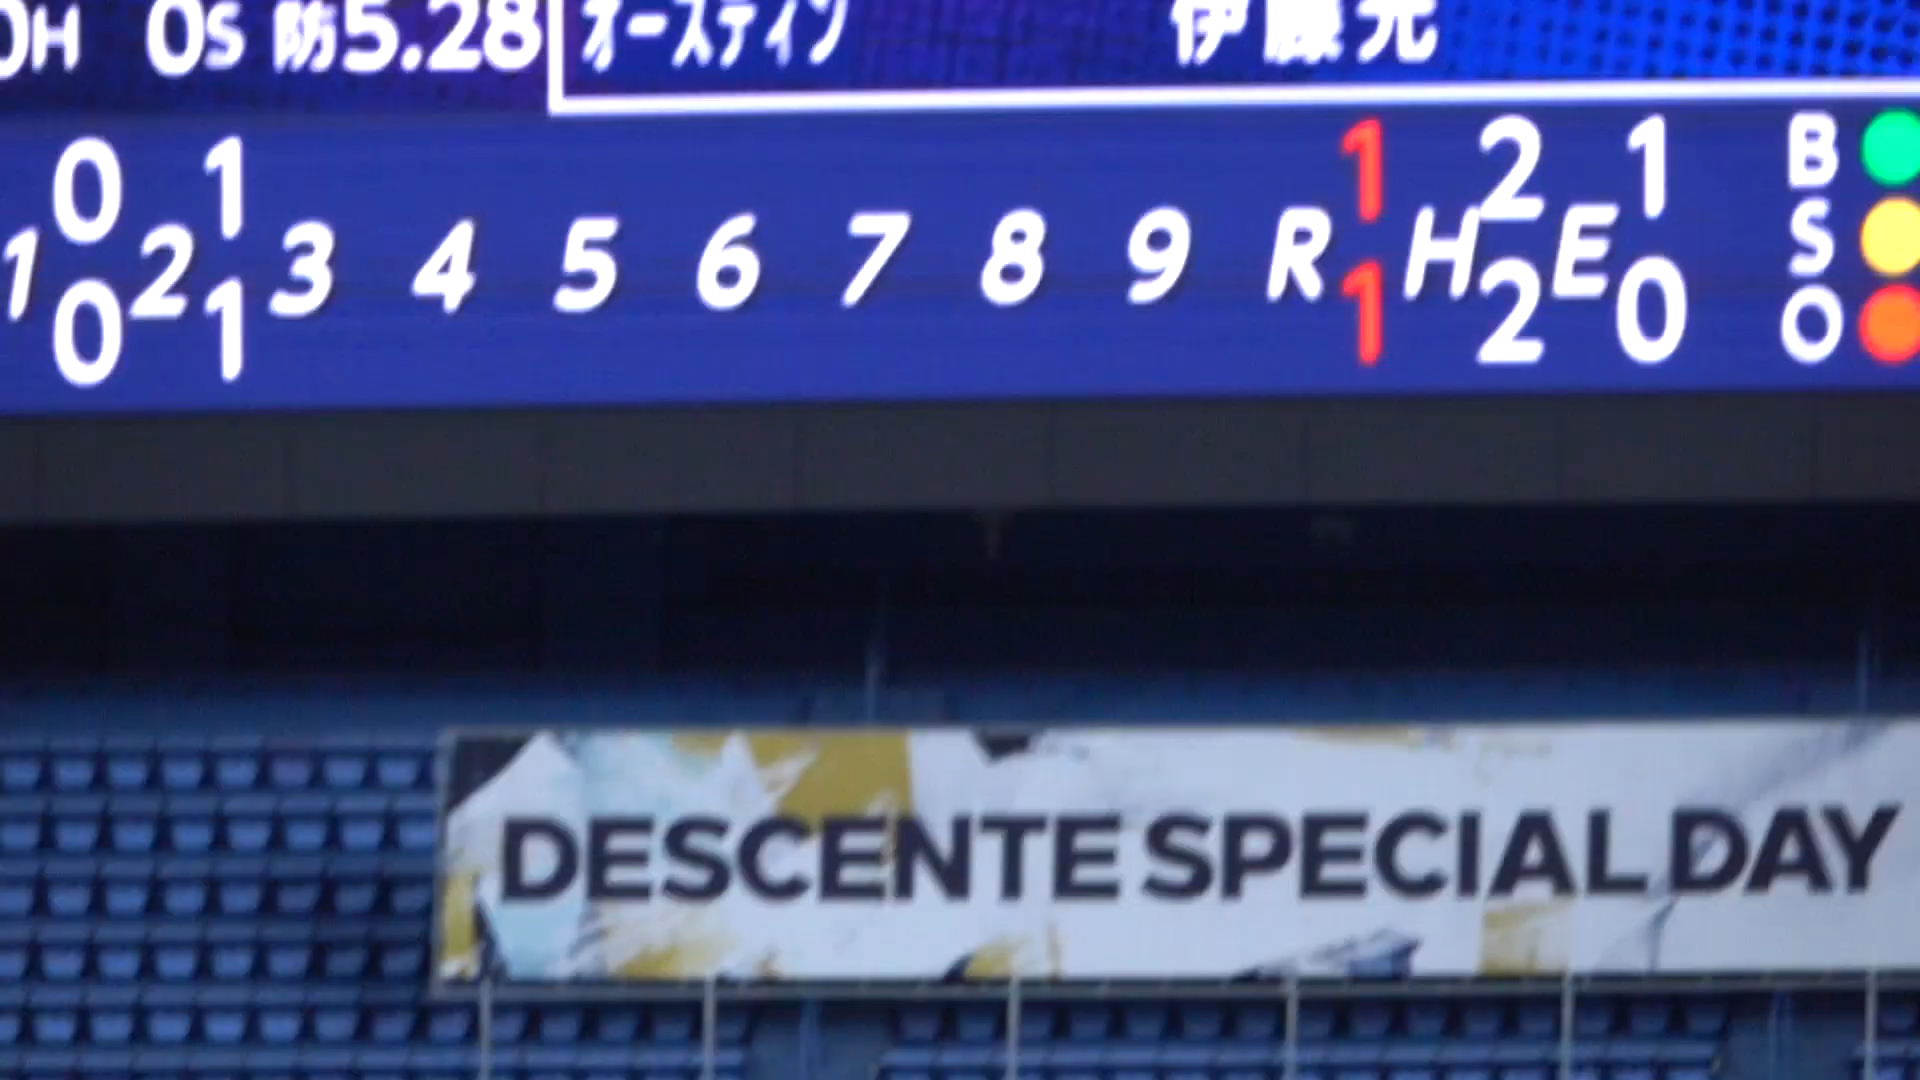 0H 0S 防5.28 オースティン 伊藤光
0 1 1 2 1 B
1 2 3 4 5 6 7 8 9 R H E S
0 1 1 2 0 O
DESCENTE SPECIAL DAY